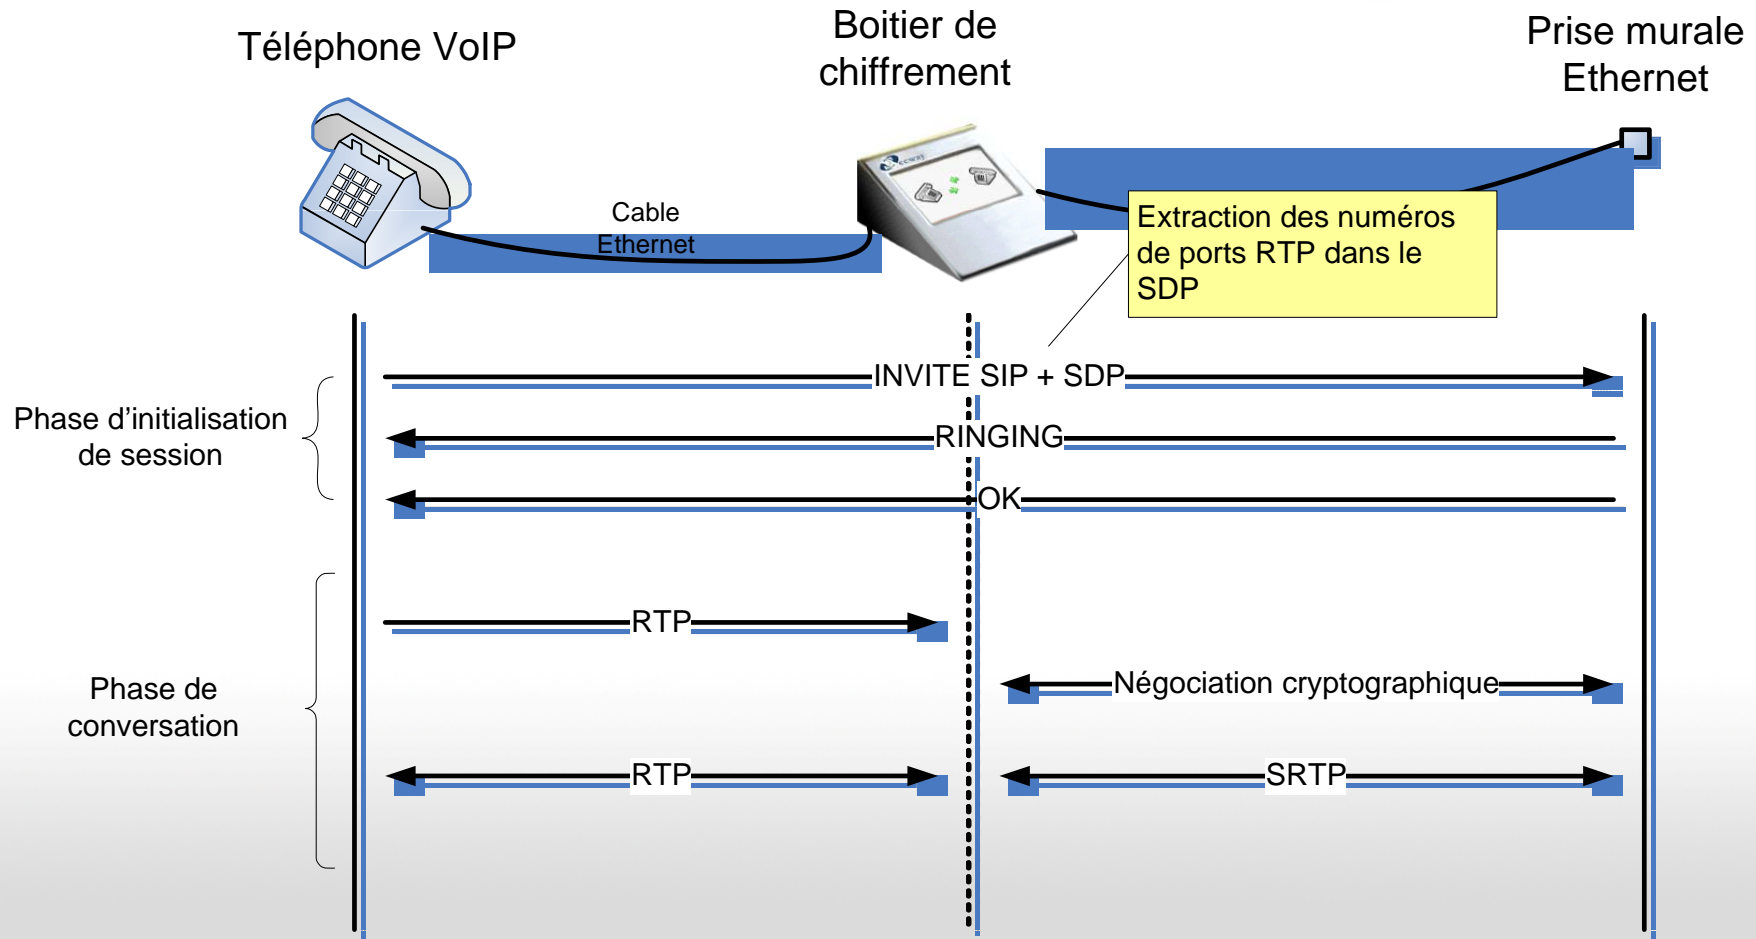 Téléphone VoIP
Boitier de
chiffrement
Prise murale
Ethernet
Cable
Ethernet
Extraction des numéros
de ports RTP dans le
SDP
INVITE SIP + SDP
Phase d’initialisation
de session
RINGING
OK
RTP
Négociation cryptographique
Phase de
conversation
RTP
SRTP